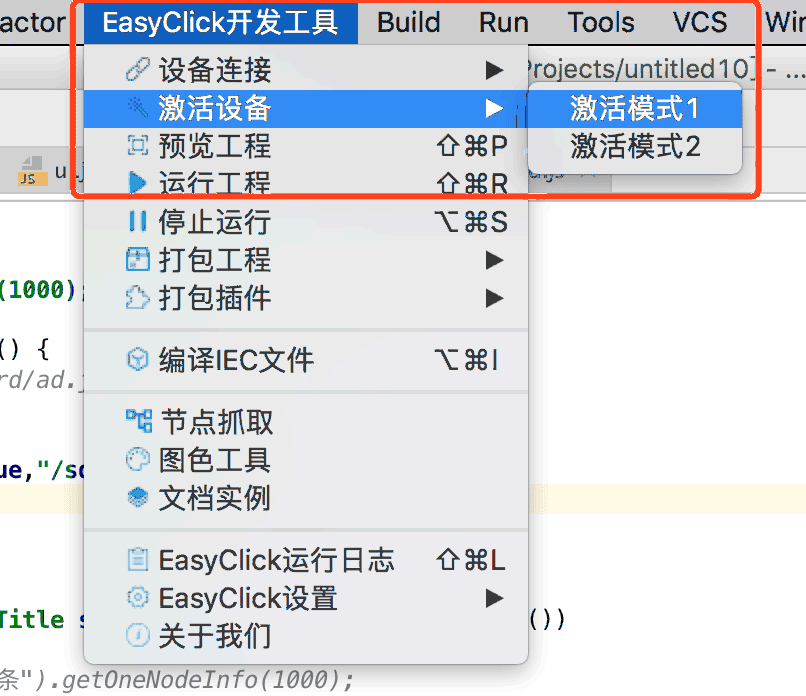 actor EasyClick开发工具 Build Run Tools VCS Win
设备连接 Projects/untitled10] - ...
激活设备 激活模式1
预览工程 ⇧⌘P 激活模式2
JS u
运行工程 ⇧⌘R
停止运行 ⌥⌘S
打包工程
(1000);
打包插件
() {
编译IEC文件 ⌥⌘I
rd/ad.j
节点抓取
图色工具
ue,"/sd
文档实例
EasyClick运行日志 ⇧⌘L
EasyClick设置
Title s ())
关于我们
条").getOneNodeInfo(1000);